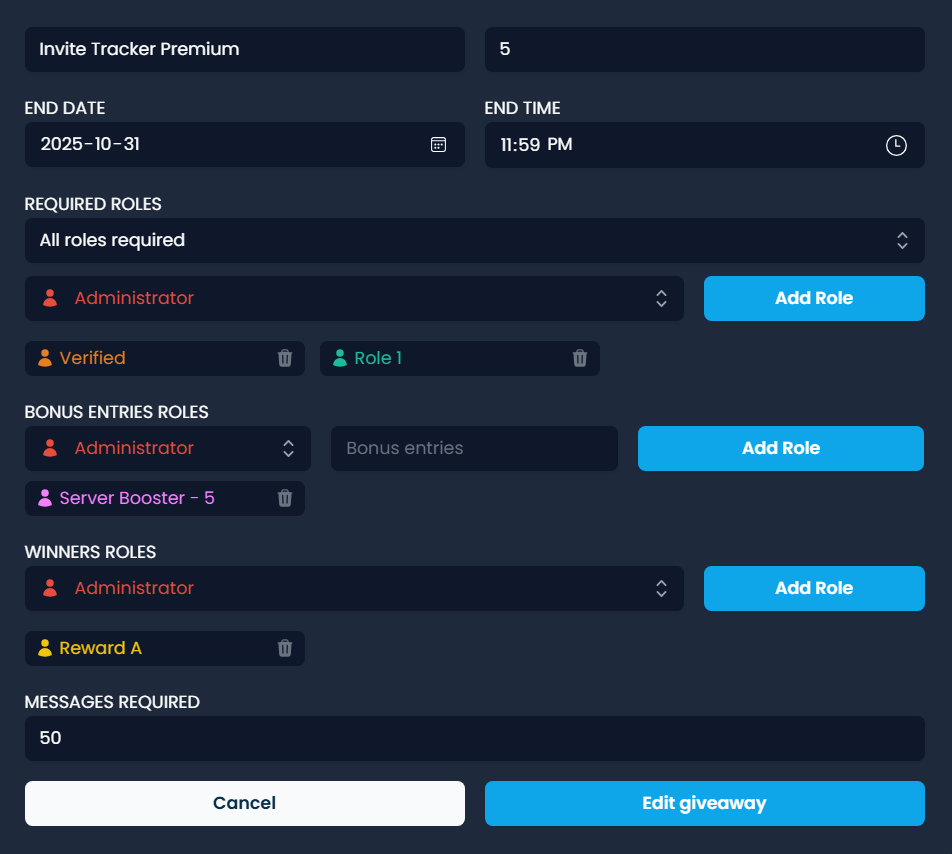 Invite Tracker Premium
5
END DATE
END TIME
2025-10-31
11:59 PM
REQUIRED ROLES
All roles required
Administrator
Add Role
Verified
Role 1
BONUS ENTRIES ROLES
Administrator
Bonus entries
Add Role
Server Booster - 5
WINNERS ROLES
Administrator
Add Role
Reward A
MESSAGES REQUIRED
50
Cancel
Edit giveaway